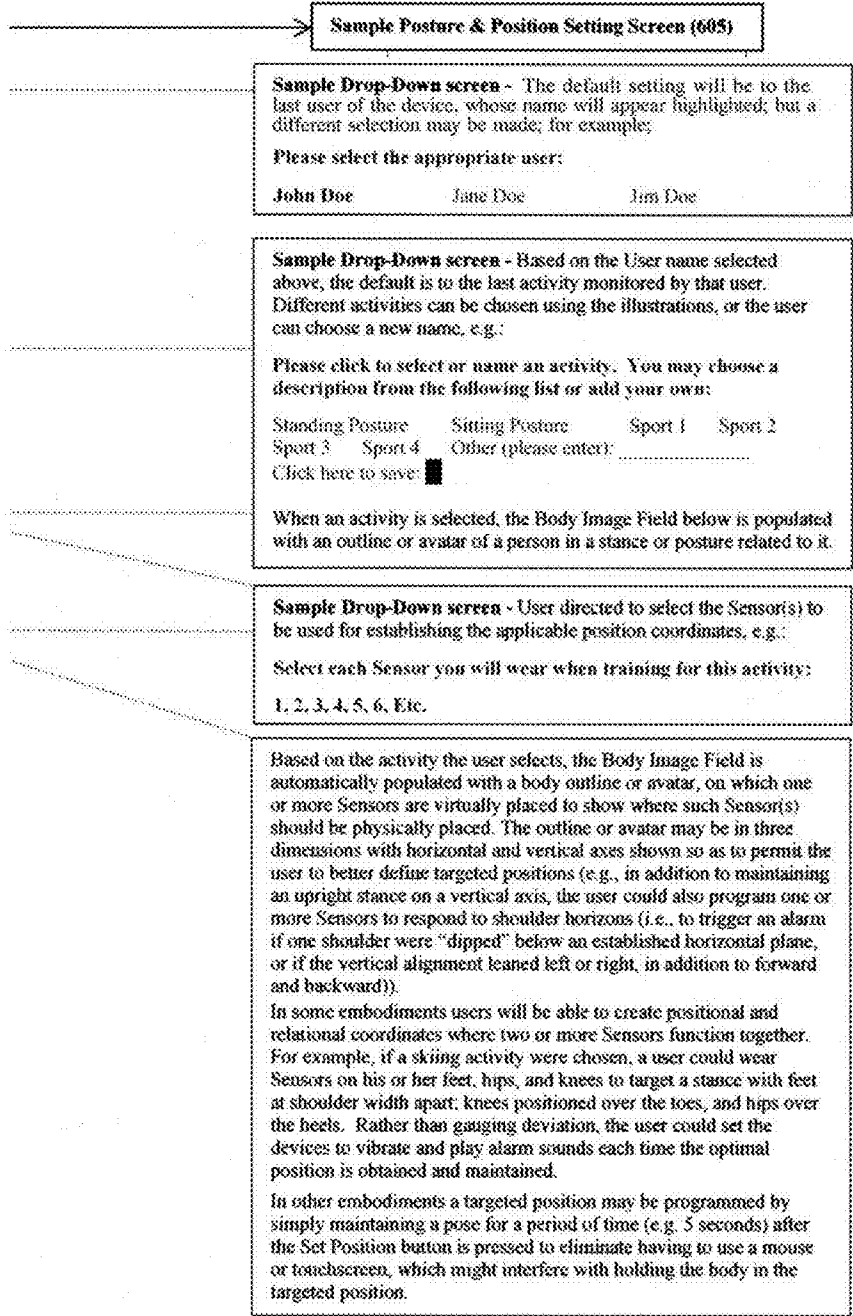 Sample Posture & Position Setting Screen (605)
Sample Drop-Down screen - The default setting will be to the
last user of the device, whose name will appear highlighted; but a
different selection may be made; for example;
Please select the appropriate user:
John Doe Jane Doe Jim Doe
Sample Drop-Down screen - Based on the User name selected
above, the default is to the last activity monitored by that user.
Different activities can be chosen using the illustrations, or the user
can choose a new name, e.g.:
Please click to select or name an activity. You may choose a
description from the following list or add your own:
Standing Posture Sitting Posture Sport 1 Sport 2
Sport 3 Sport 4 Other (please enter):
Click here to save:
When an activity is selected, the Body Image Field below is populated
with an outline or avatar of a person in a stance or posture related to it.
Sample Drop-Down screen - User directed to select the Sensor(s) to
be used for establishing the applicable position coordinates, e.g.:
Select each Sensor you will wear when training for this activity:
1, 2, 3, 4, 5, 6, Etc.
Based on the activity the user selects, the Body Image Field is
automatically populated with a body outline or avatar, on which one
or more Sensors are virtually placed to show where such Sensor(s)
should be physically placed. The outline or avatar may be in three
dimensions with horizontal and vertical axes shown so as to permit the
user to better define targeted positions (e.g., in addition to maintaining
an upright stance on a vertical axis, the user could also program one or
more Sensors to respond to shoulder horizons (i.e., to trigger an alarm
if one shoulder were “dipped” below an established horizontal plane,
or if the vertical alignment leaned left or right, in addition to forward
and backward)).
In some embodiments users will be able to create positional and
relational coordinates where two or more Sensors function together.
For example, if a skiing activity were chosen, a user could wear
Sensors on his or her feet, hips, and knees to target a stance with feet
at shoulder width apart; knees positioned over the toes, and hips over
the heels. Rather than gauging deviation, the user could set the
devices to vibrate and play alarm sounds each time the optimal
position is obtained and maintained.
In other embodiments a targeted position may be programmed by
simply maintaining a pose for a period of time (e.g. 5 seconds) after
the Set Position button is pressed to eliminate having to use a mouse
or touchscreen, which might interfere with holding the body in the
targeted position.